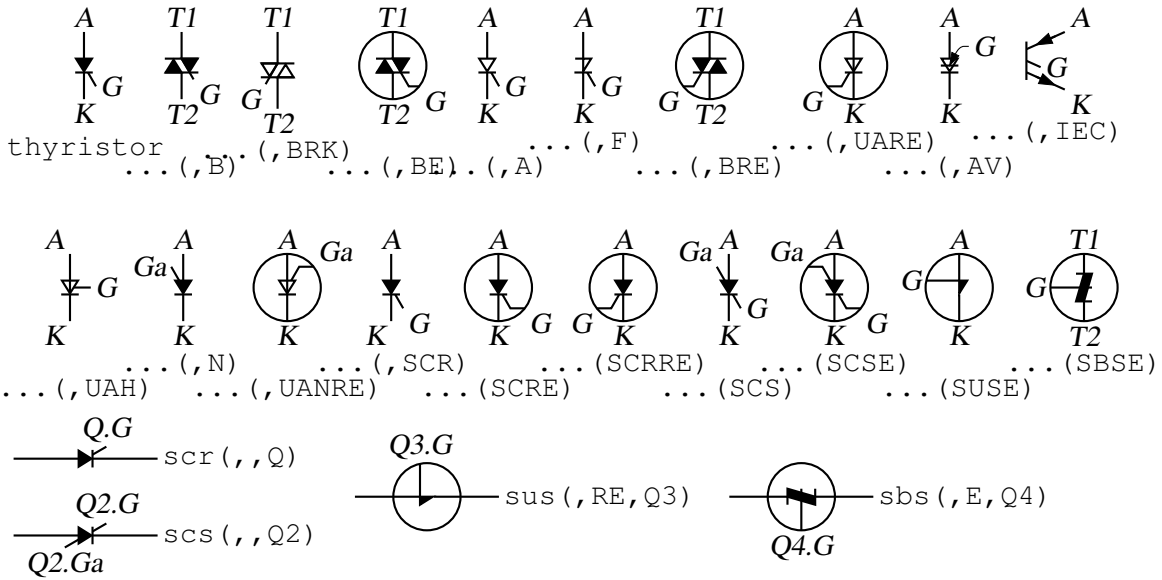 A T1 T1 T1 A A T1 A A A
G G G G G G G G G G
K T2 T2 T2 K K T2 K K K
thyristor ...(,BRK) ...(,F) ...(,UARE) ...(,IEC)
...(,B) ...(,BE) ...(,A) ...(,BRE) ...(,AV)
A A A A A A A A A T1
G Ga Ga G G G Ga G Ga G G G
K K K K K K K K K T2
...(,N) ...(,SCR) ...(SCRRE) ...(SCSE) ...(SBSE)
...(,UAH) ...(,UANRE) ...(SCRE) ...(SCS) ...(SUSE)
Q.G
scr(,,Q)
Q3.G
sus(,RE,Q3)
sbs(,E,Q4)
Q4.G
Q2.G
scs(,,Q2)
Q2.Ga